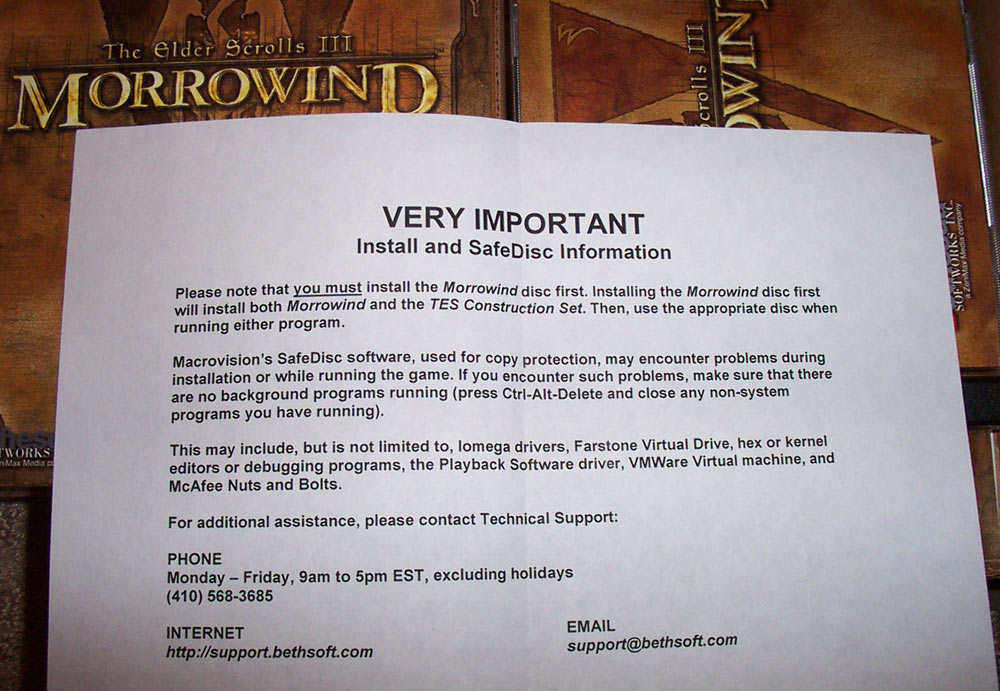 The Elder Scrolls III
MORROWIND
Scrolls III
OWIND
SOFTWORKS INC.
a ZeniMax Media company
VERY IMPORTANT
Install and SafeDisc Information
Please note that you must install the Morrowind disc first. Installing the Morrowind disc first
will install both Morrowind and the TES Construction Set. Then, use the appropriate disc when
running either program.
Macrovision's SafeDisc software, used for copy protection, may encounter problems during
installation or while running the game. If you encounter such problems, make sure that there
are no background programs running (press Ctrl-Alt-Delete and close any non-system
programs you have running).
This may include, but is not limited to, Iomega drivers, Farstone Virtual Drive, hex or kernel
editors or debugging programs, the Playback Software driver, VMWare Virtual machine, and
McAfee Nuts and Bolts.
For additional assistance, please contact Technical Support:
PHONE
Monday – Friday, 9am to 5pm EST, excluding holidays
(410) 568-3685
INTERNET
http://support.bethsoft.com
EMAIL
support@bethsoft.com